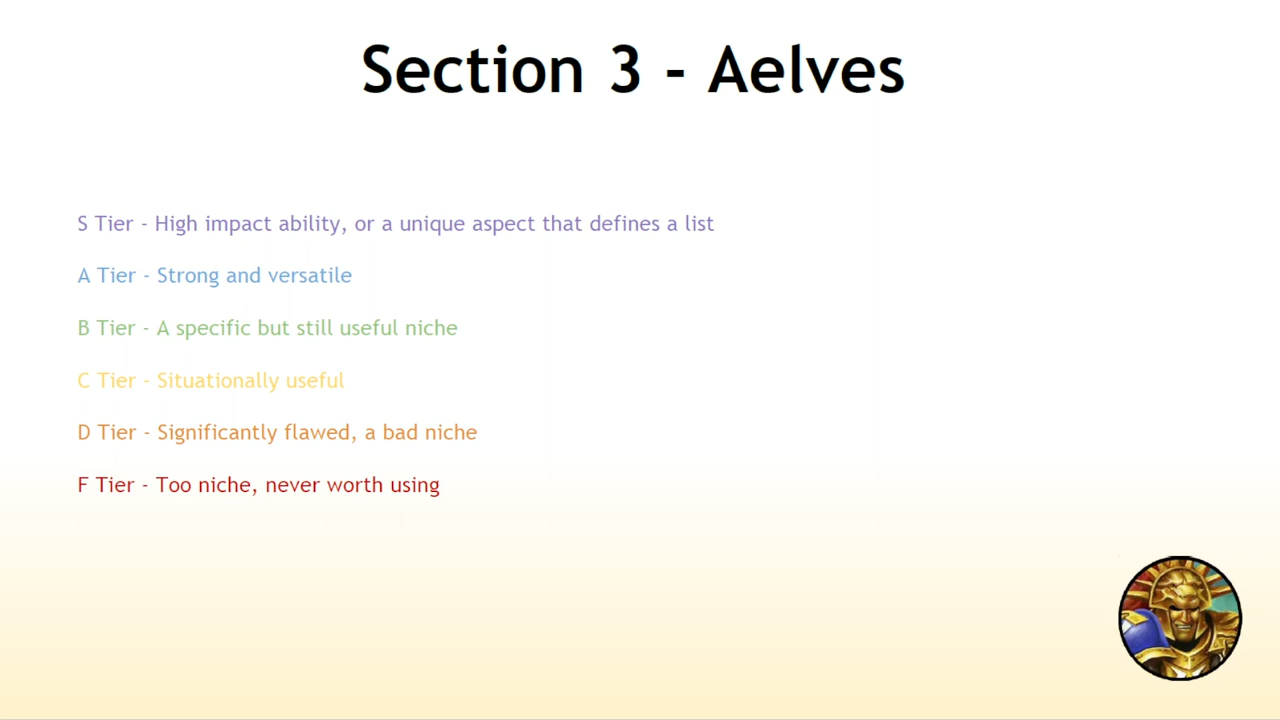 Section 3 - Aelves
S Tier - High impact ability, or a unique aspect that defines a list
A Tier - Strong and versatile
B Tier - A specific but still useful niche
C Tier - Situationally useful
D Tier - Significantly flawed, a bad niche
F Tier - Too niche, never worth using